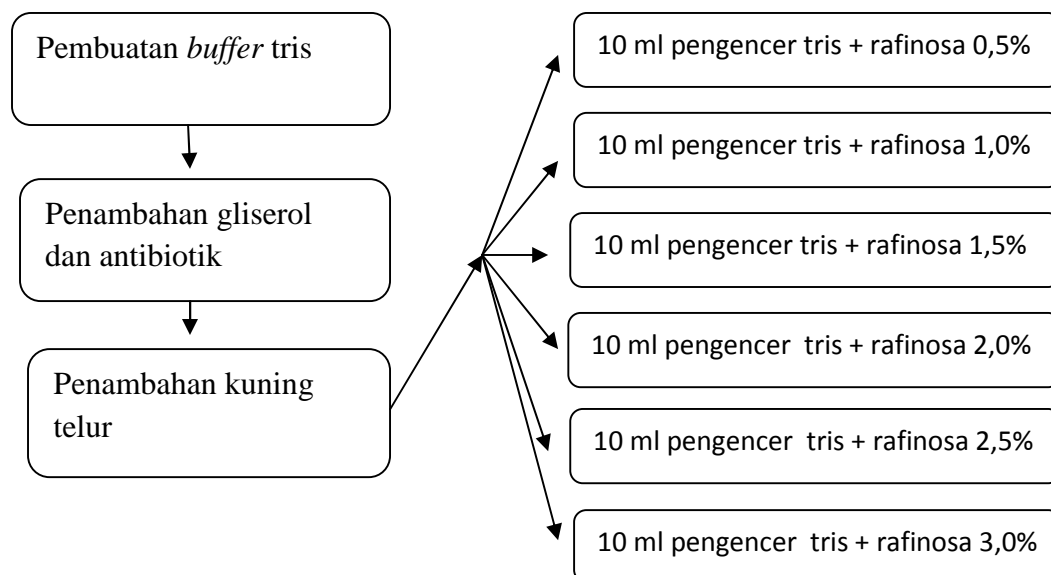 Pembuatan buffer tris
Penambahan gliserol
dan antibiotik
Penambahan kuning
telur
10 ml pengencer tris + rafinosa 0,5%
10 ml pengencer tris + rafinosa 1,0%
10 ml pengencer tris + rafinosa 1,5%
10 ml pengencer  tris + rafinosa 2,0%
10 ml pengencer  tris + rafinosa 2,5%
10 ml pengencer  tris + rafinosa 3,0%